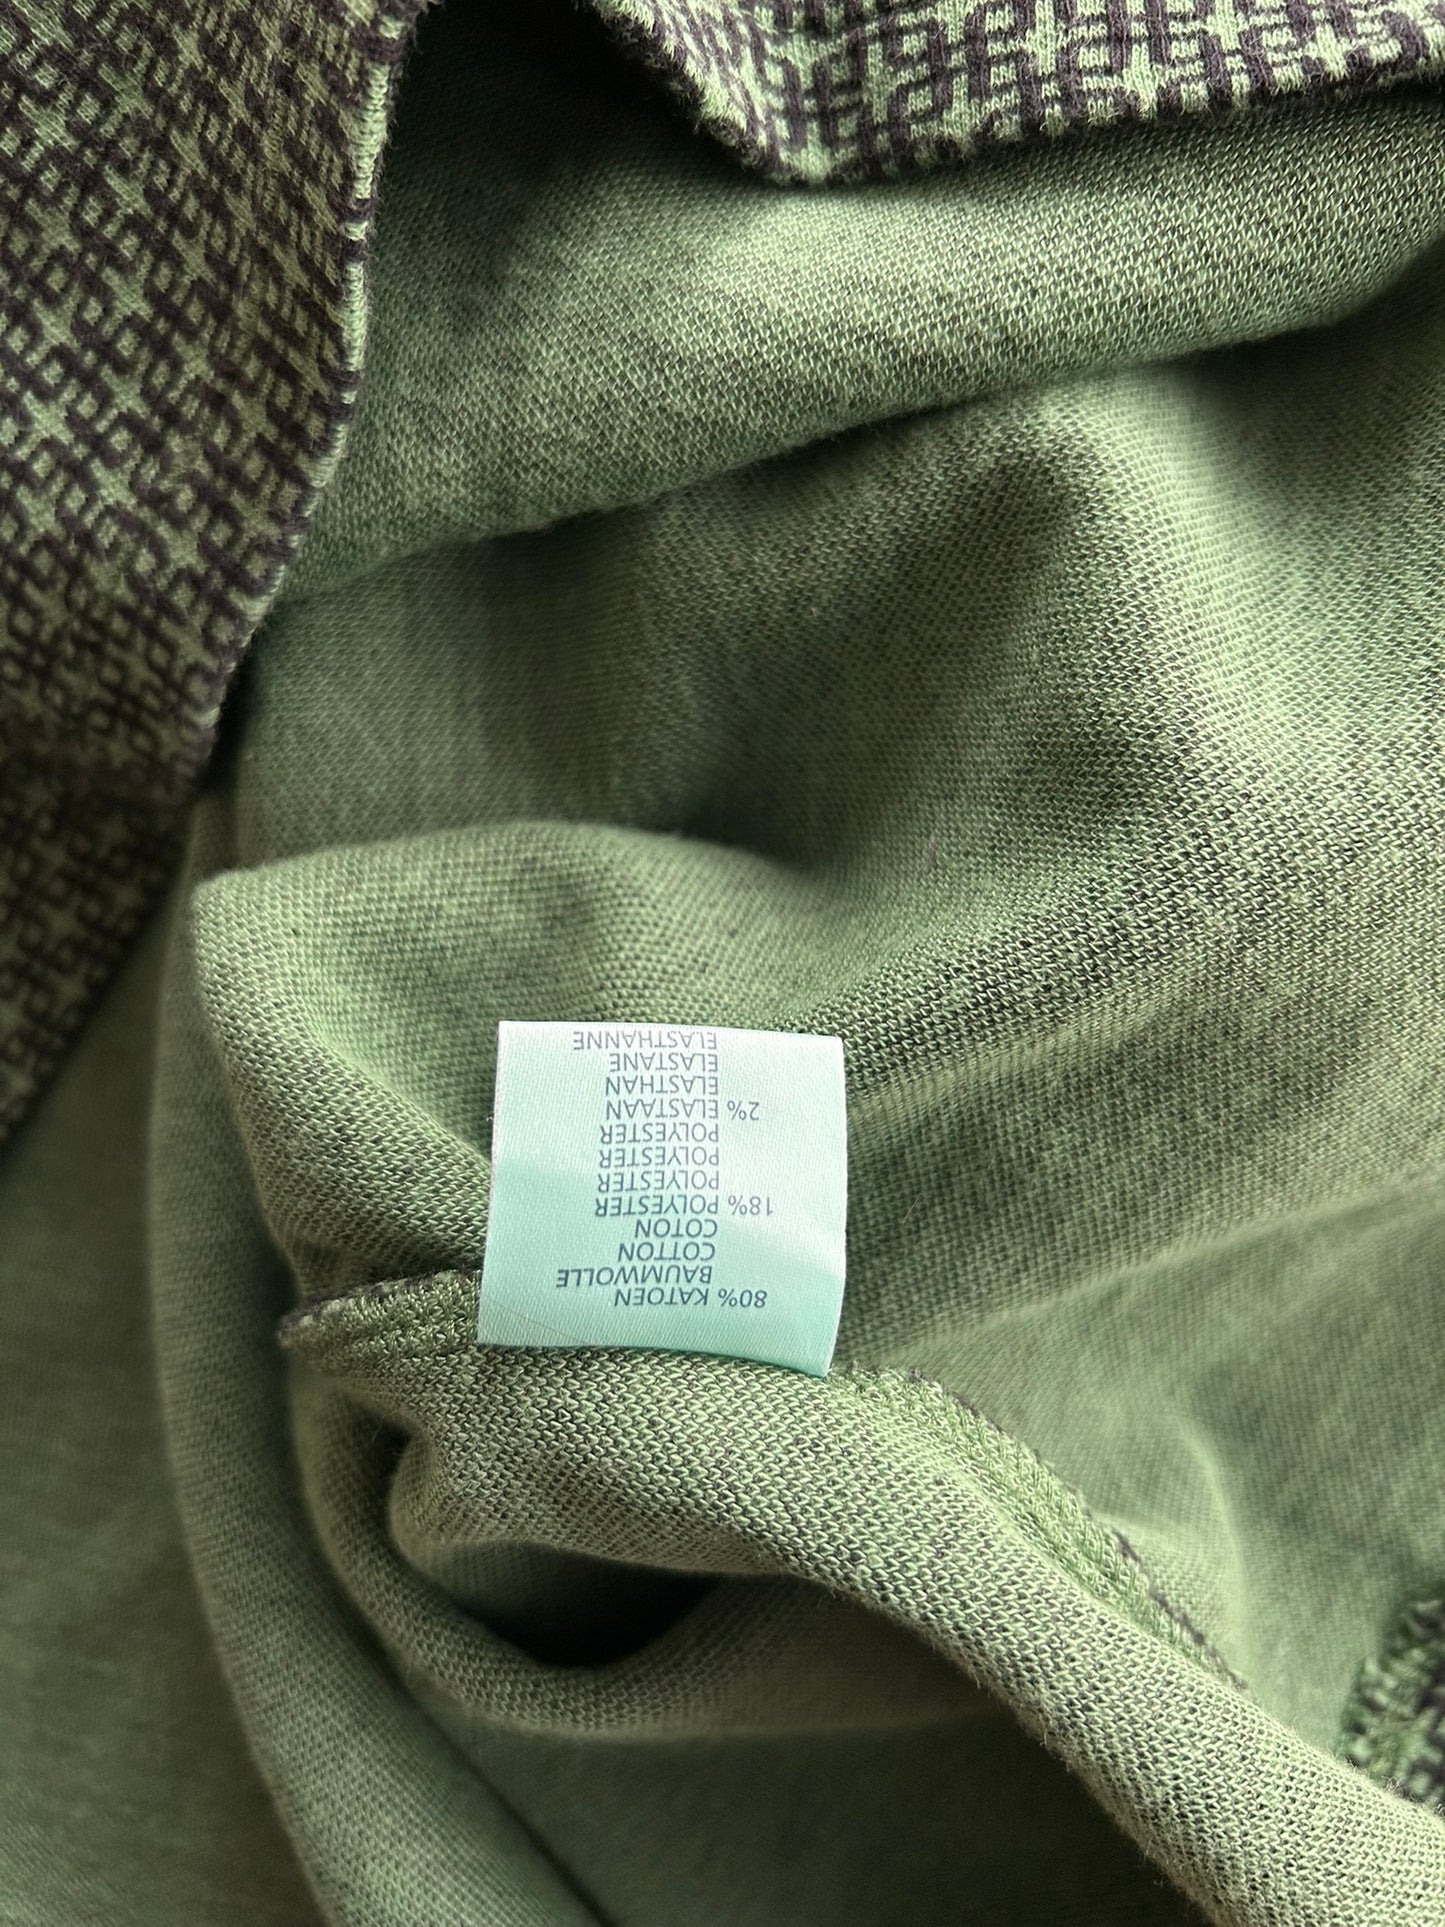 80% KATOEN
BAUMWOLLE
COTTON
COTON
18% POLYESTER
POLYESTER
POLYESTER
POLYESTER
2% ELASTAAN
ELASTHAN
ELASTANE
ELASTHANNE